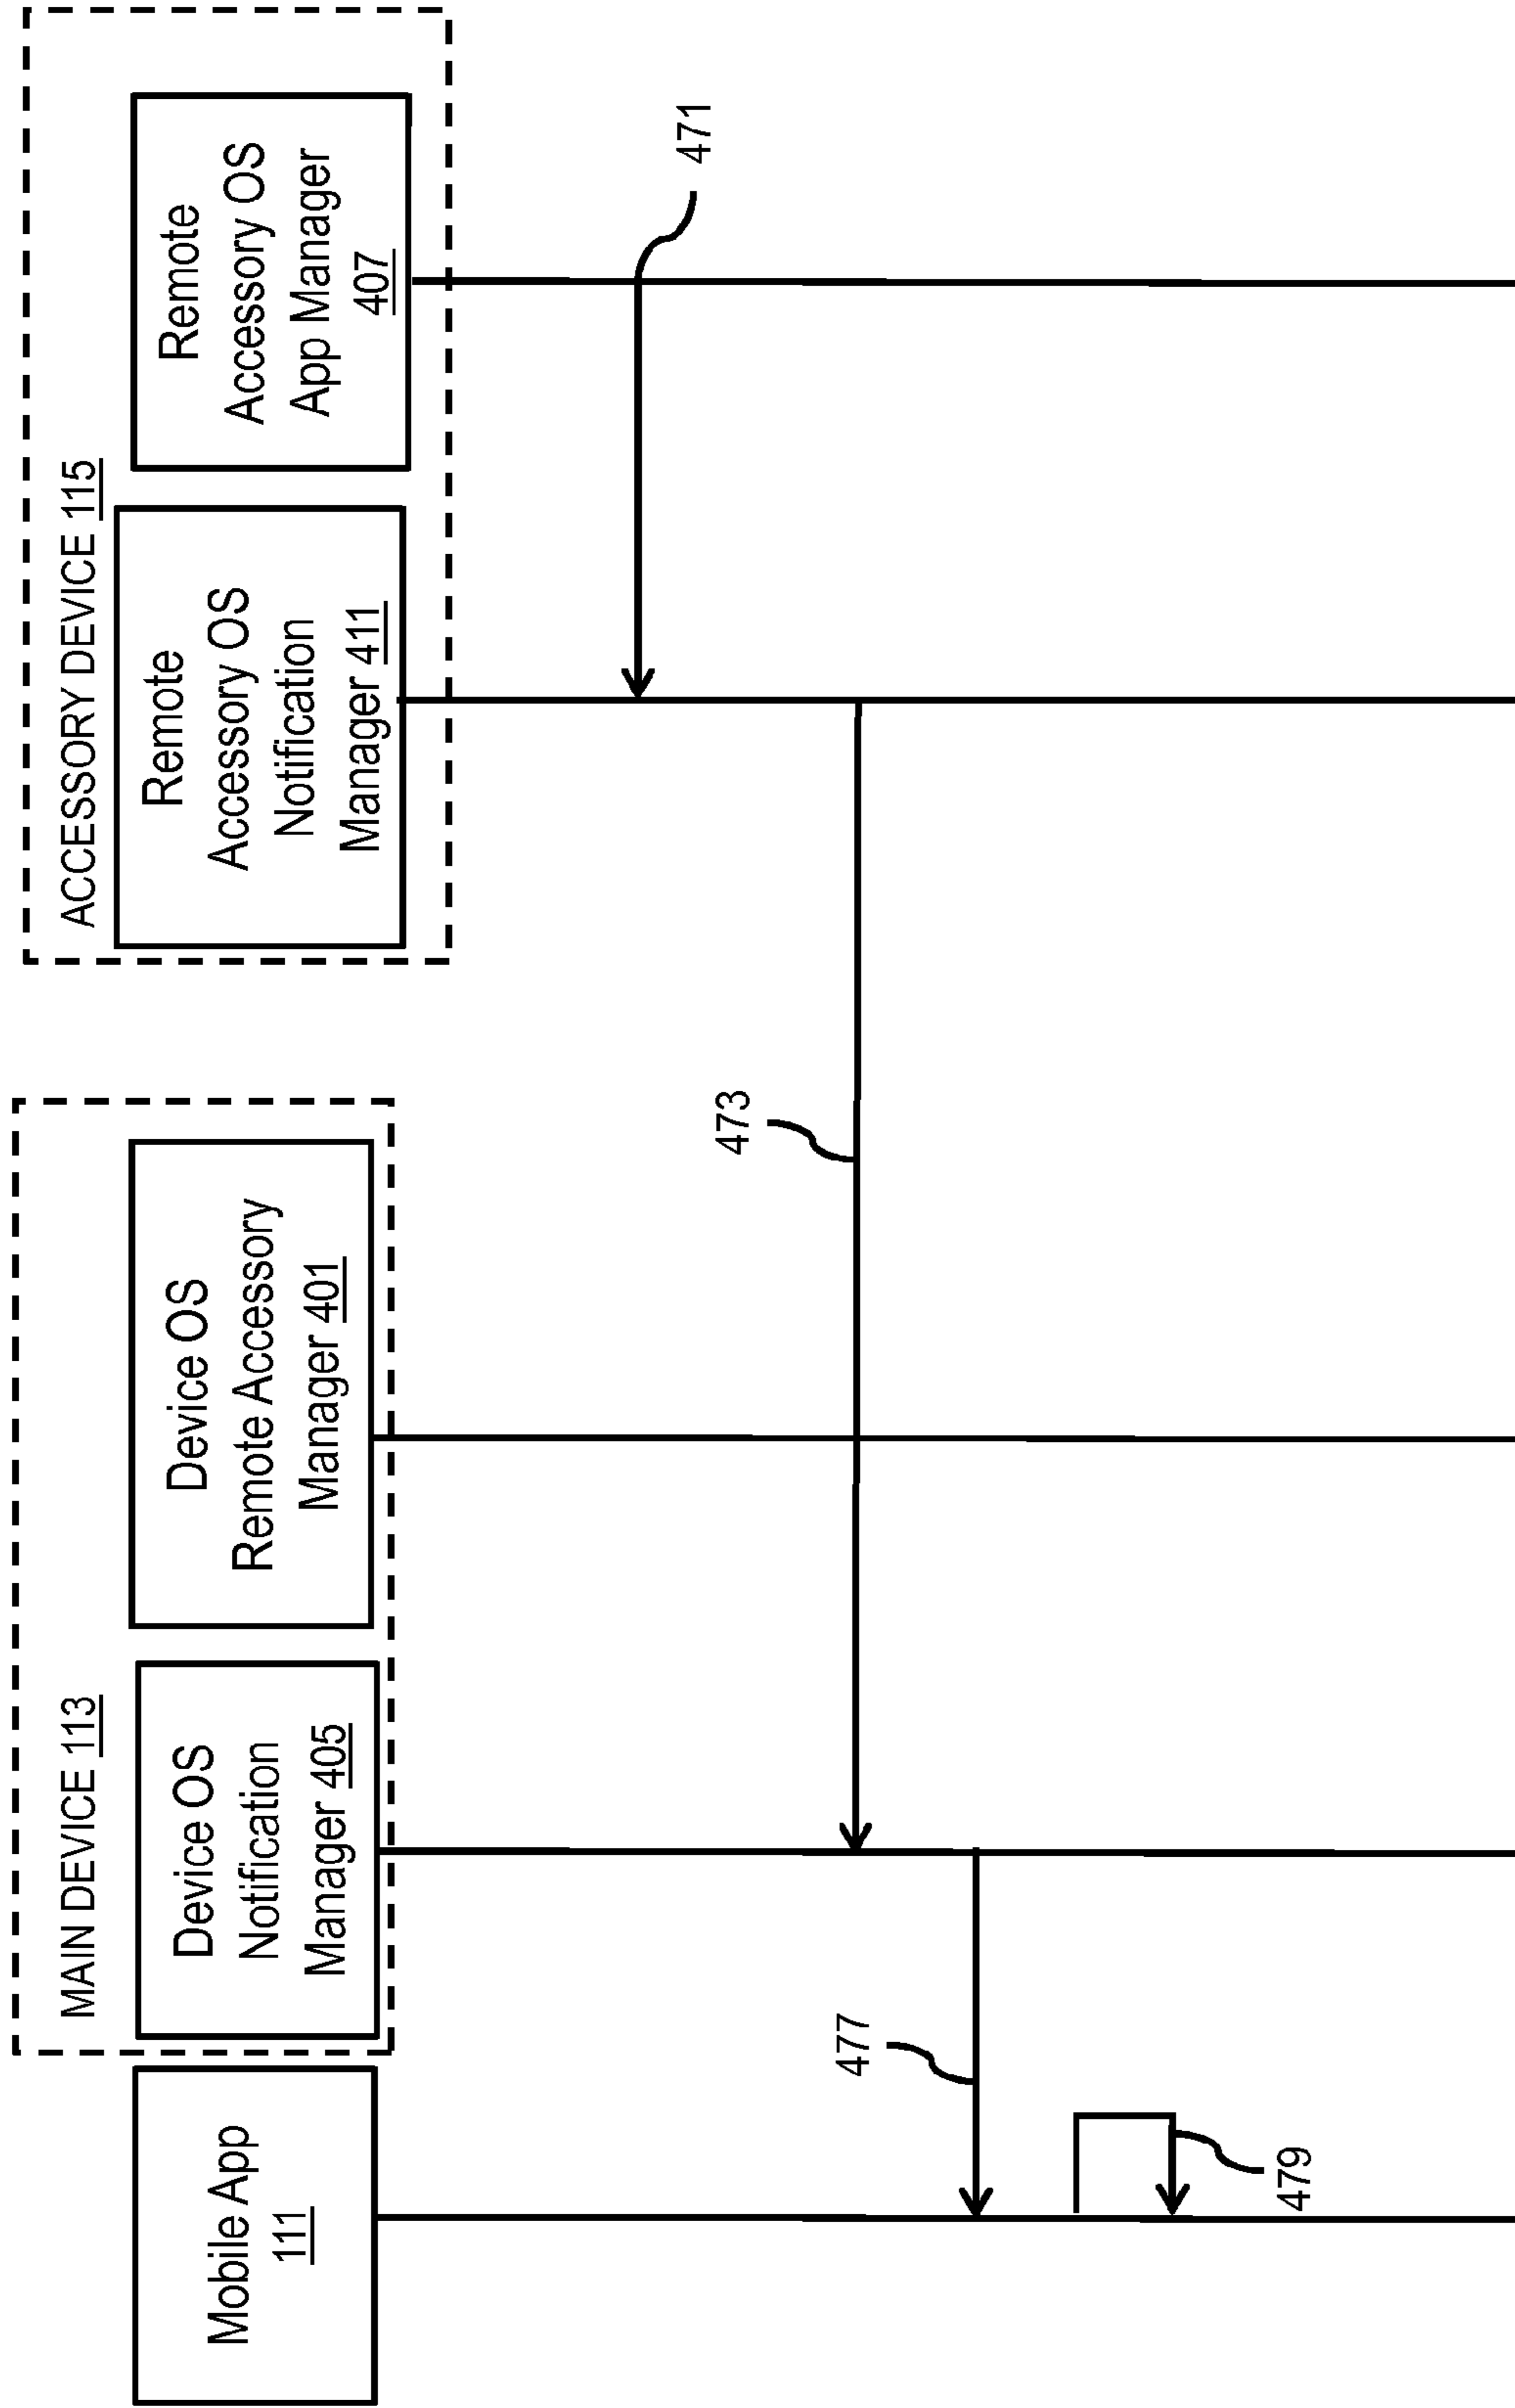 MAIN DEVICE 113
ACCESSORY DEVICE 115
Mobile App
111
Device OS
Notification
Manager 405
Device OS
Remote Accessory
Manager 401
Remote
Accessory OS
Notification
Manager 411
Remote
Accessory OS
App Manager
407
471
473
477
479